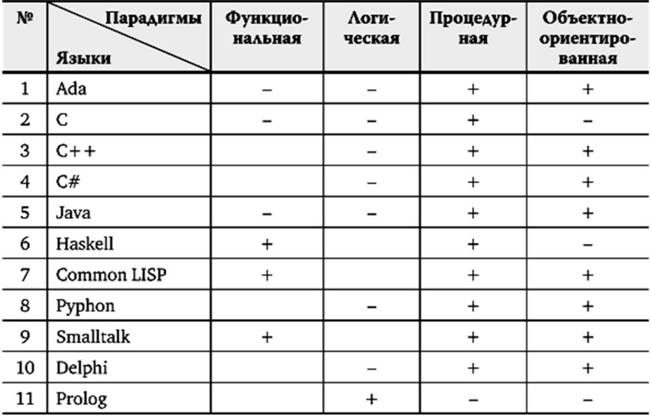 № Парадигмы Функцио- Логи- Процедур- Объектно-
Языки нальная ческая ная ориентиро-
ванная
1 Ada – – + +
2 C – – + –
3 C++ – + +
4 C# – + +
5 Java – – + +
6 Haskell + + –
7 Common LISP + + +
8 Pyphon – + +
9 Smalltalk + + +
10 Delphi – + +
11 Prolog + – –